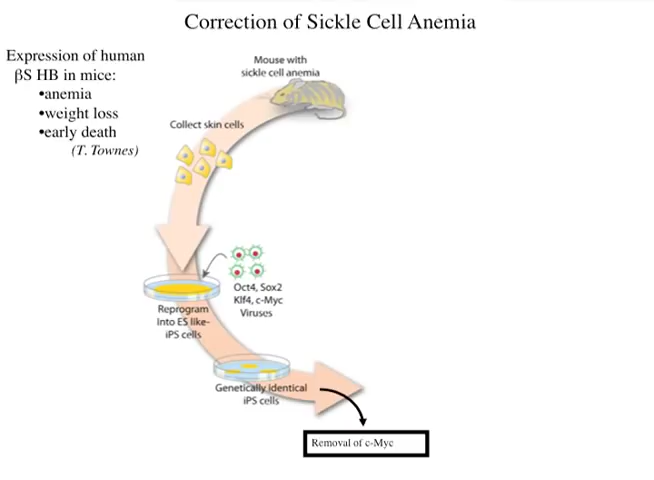 Correction of Sickle Cell Anemia
Expression of human
βS HB in mice:
•anemia
•weight loss
•early death
(T. Townes)
Mouse with
sickle cell anemia
Collect skin cells
Oct4, Sox2
Klf4, c-Myc
Viruses
Reprogram
Into ES like-
iPS cells
Genetically identical
iPS cells
Removal of c-Myc